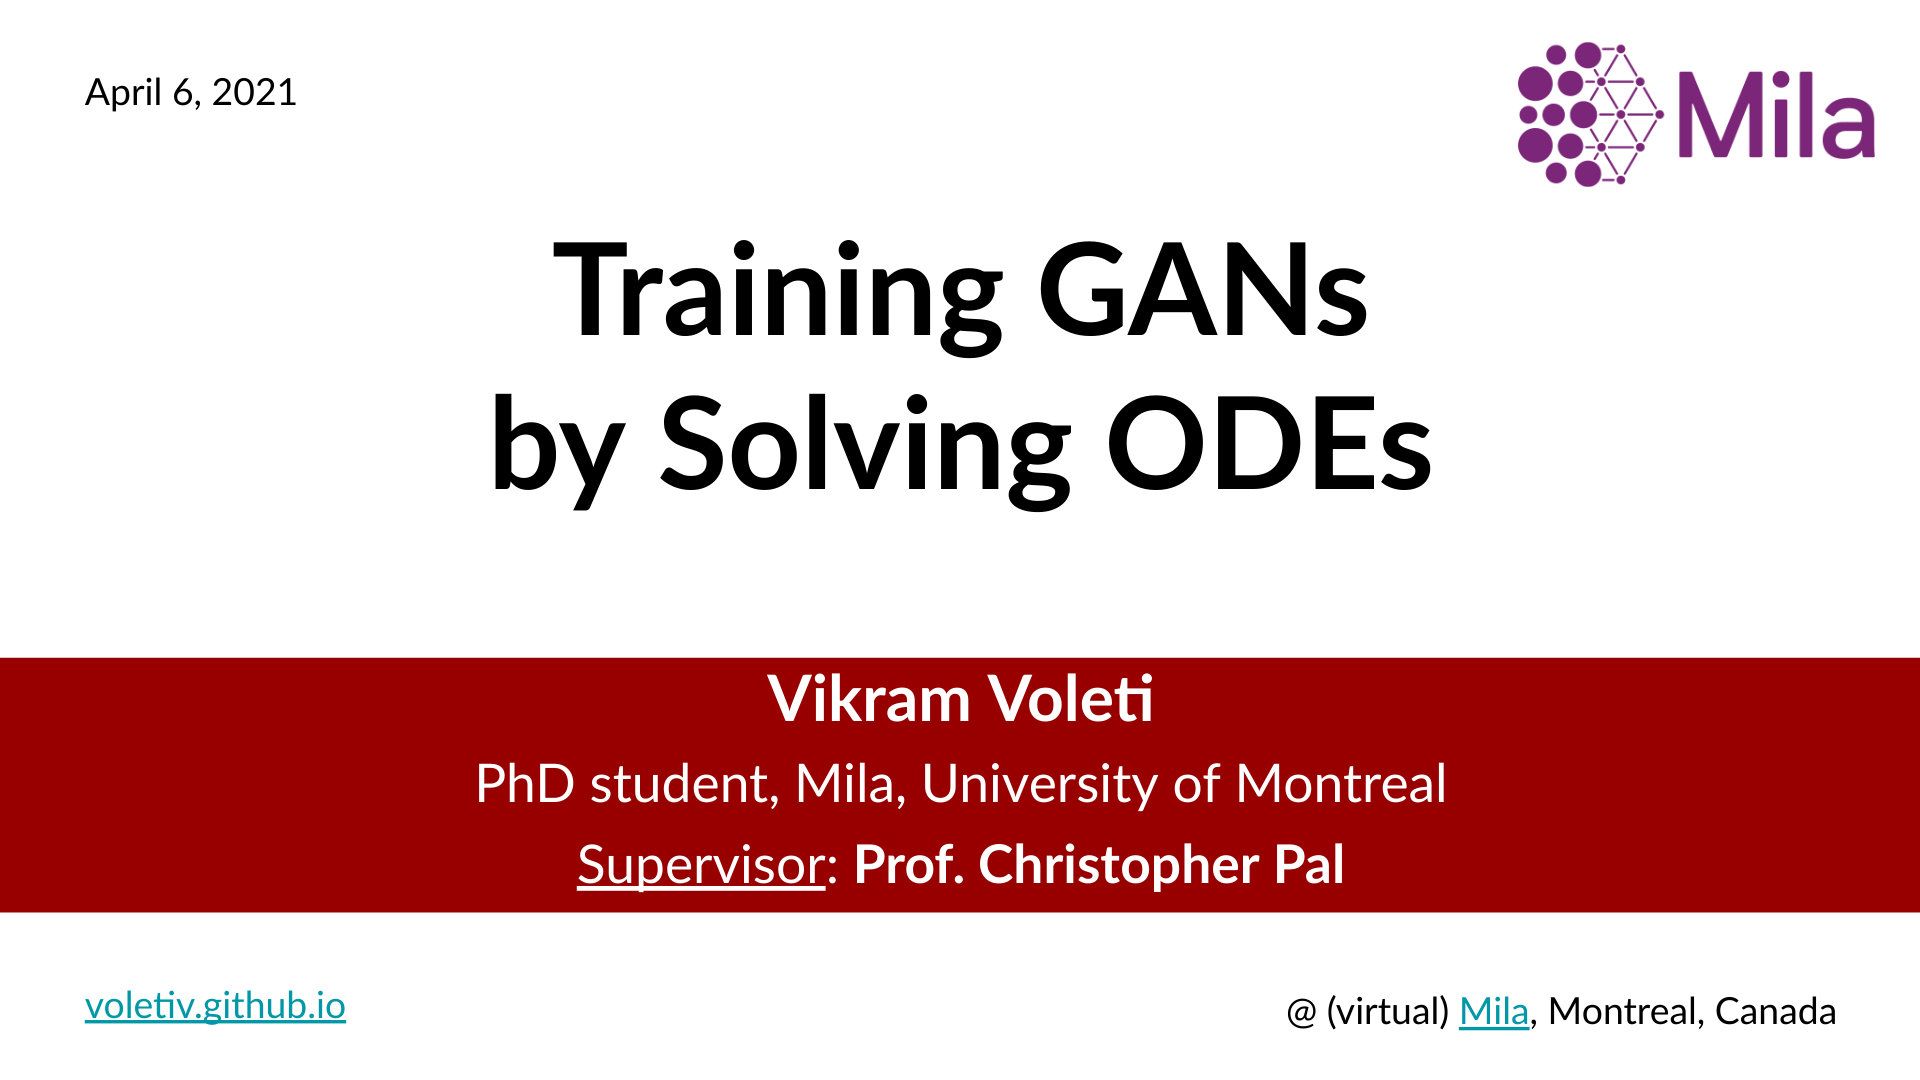 April 6, 2021
Mila
Training GANs
by Solving ODEs
Vikram Voleti
PhD student, Mila, University of Montreal
Supervisor: Prof. Christopher Pal
voletiv.github.io
@ (virtual) Mila, Montreal, Canada